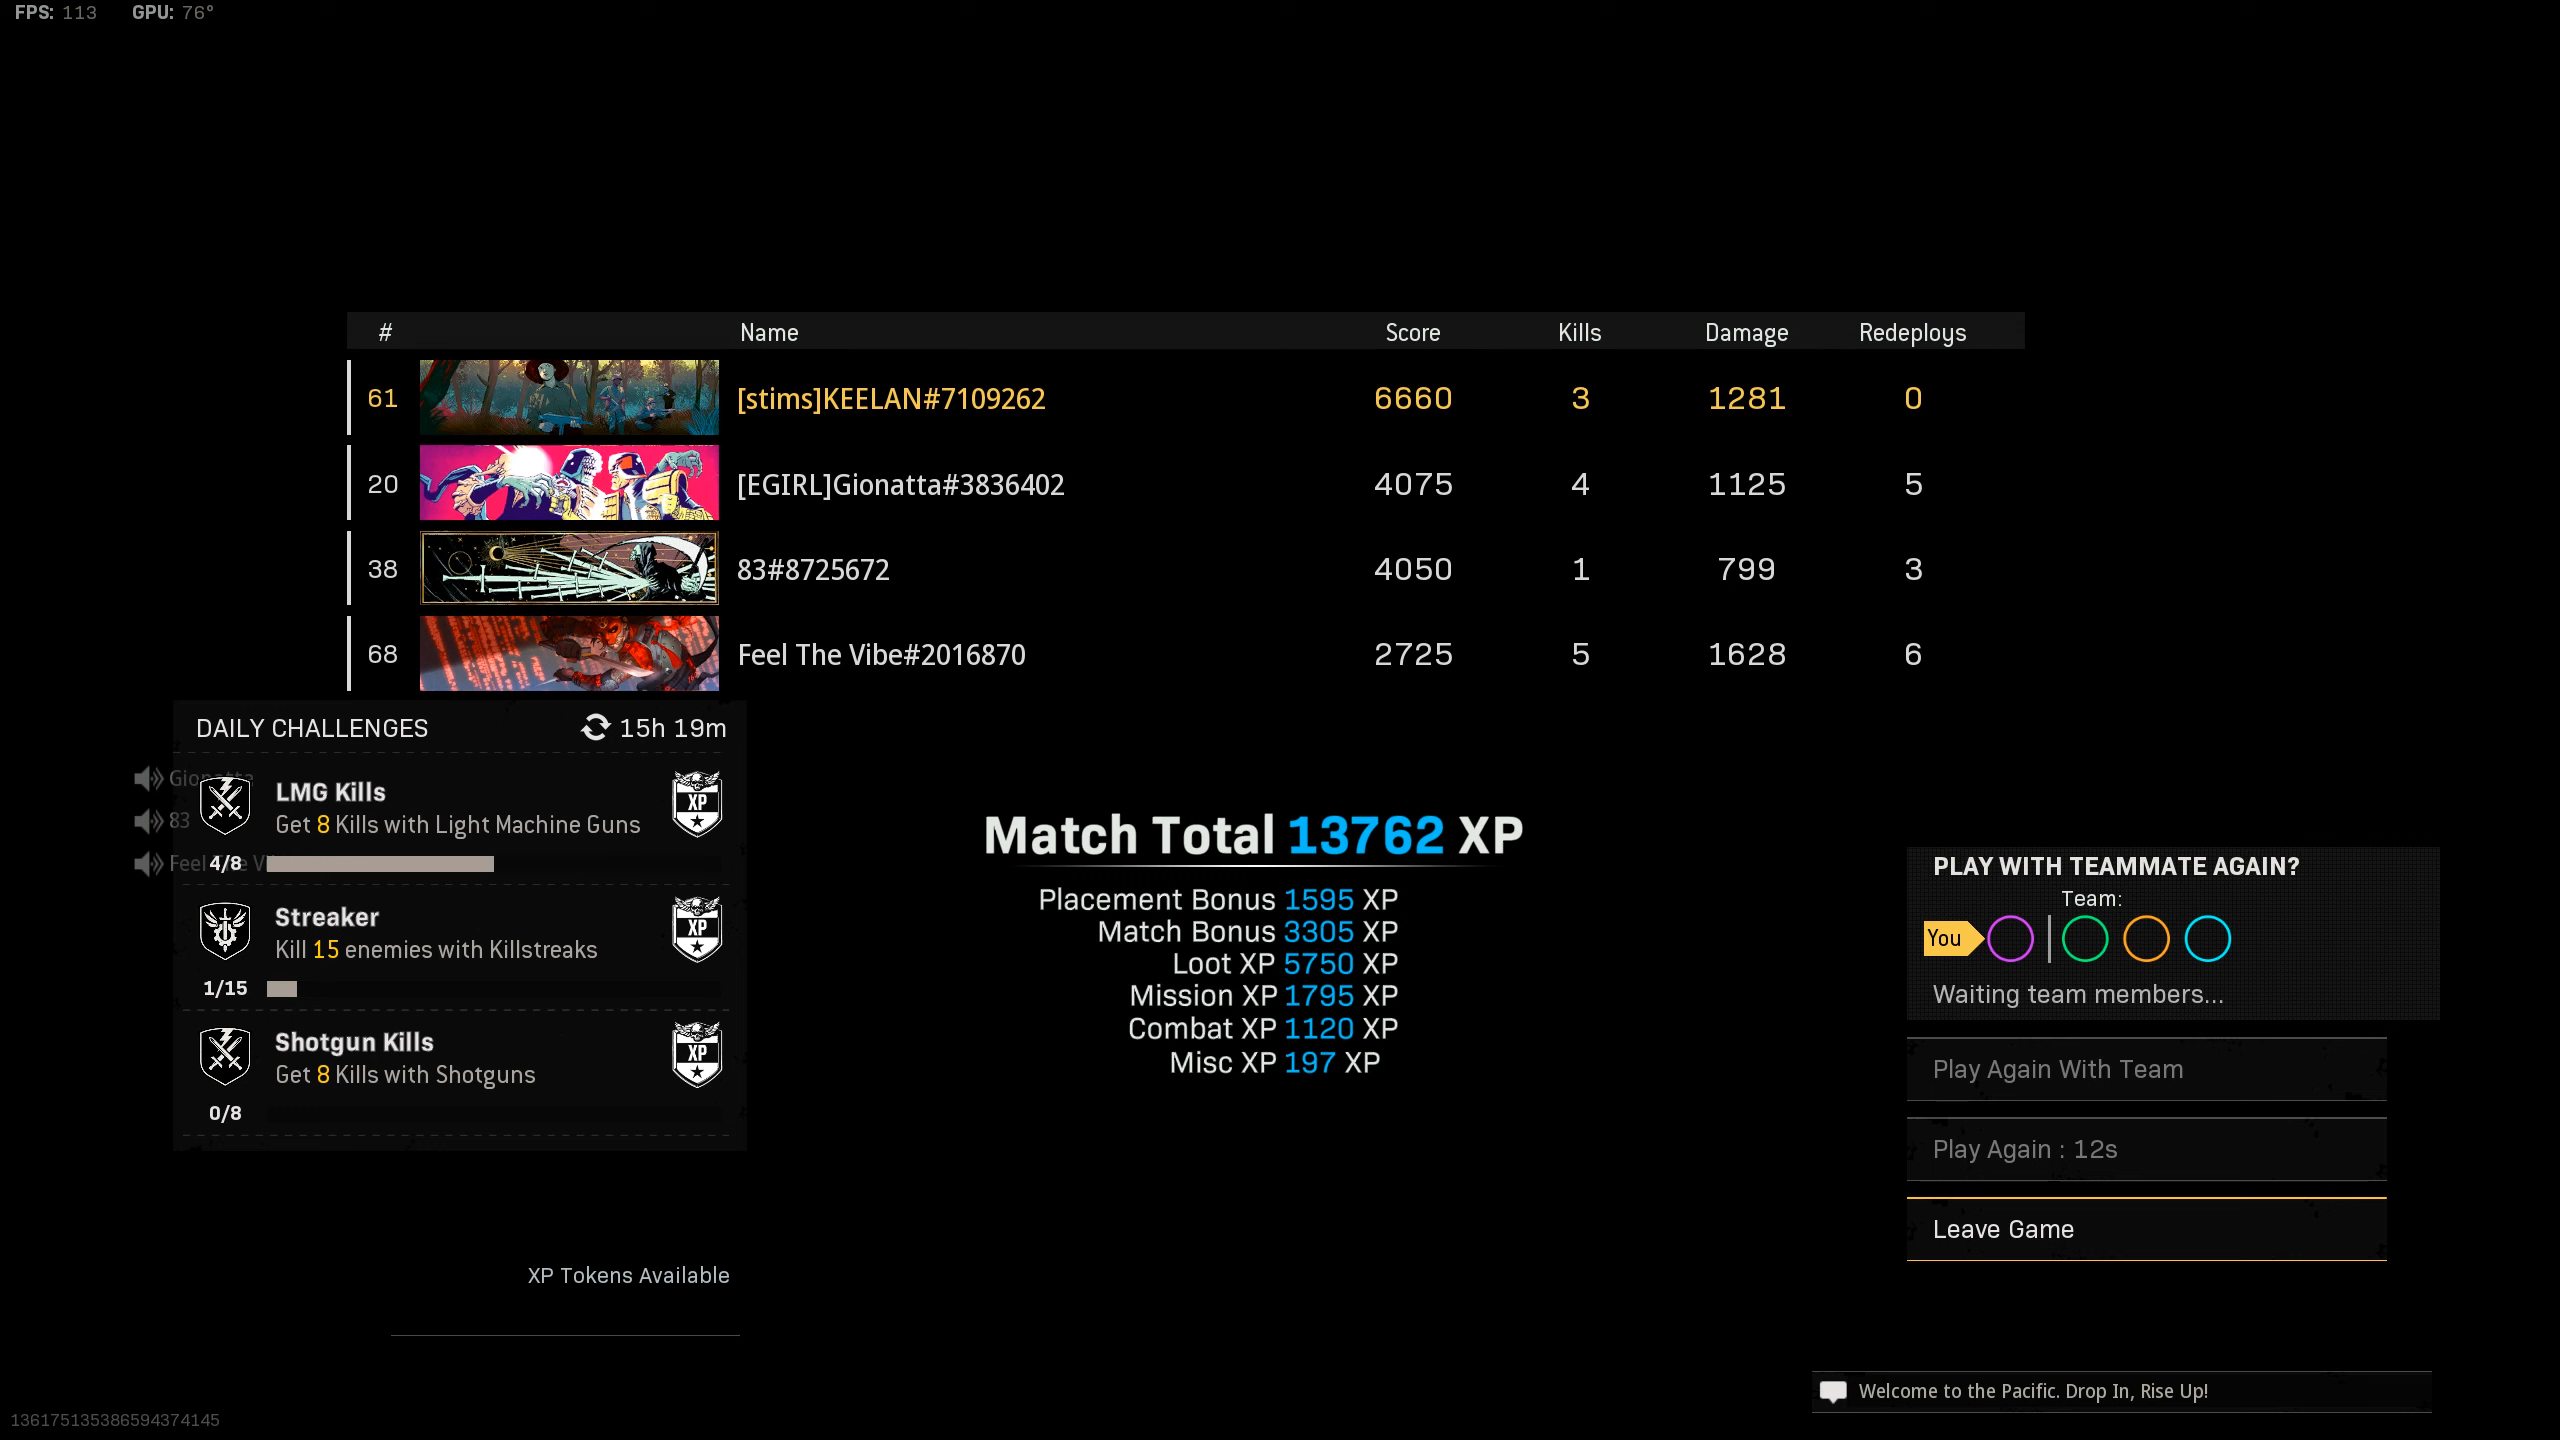 FPS: 113 GPU: 76°
# Name Score Kills Damage Redeploys
61 [stims]KEELAN#7109262 6660 3 1281 0
20 [EGIRL]Gionatta#3836402 4075 4 1125 5
38 83#8725672 4050 1 799 3
68 Feel The Vibe#2016870 2725 5 1628 6
DAILY CHALLENGES 15h 19m
Gionatta
LMG Kills
XP
83
Get 8 Kills with Light Machine Guns
Feel The Vi
4/8
Streaker
XP
Kill 15 enemies with Killstreaks
1/15
Shotgun Kills
XP
Get 8 Kills with Shotguns
0/8
XP Tokens Available
Match Total 13762 XP
Placement Bonus 1595 XP
Match Bonus 3305 XP
Loot XP 5750 XP
Mission XP 1795 XP
Combat XP 1120 XP
Misc XP 197 XP
PLAY WITH TEAMMATE AGAIN?
Team:
You
Waiting team members...
Play Again With Team
Play Again : 12s
Leave Game
Welcome to the Pacific. Drop In, Rise Up!
136175135386594374145